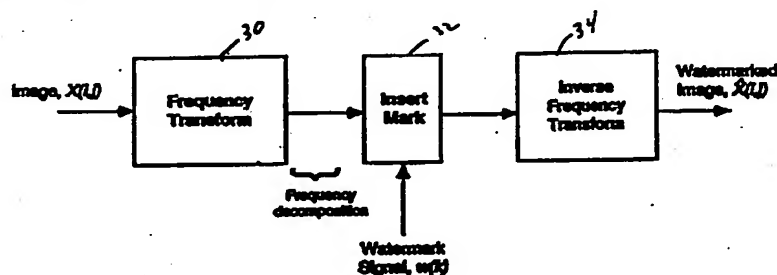 30
32
34
Image, X(i,j)
Frequency
Transform
Insert
Mark
Inverse
Frequency
Transform
Watermarked
Image, X̂(i,j)
Frequency
decomposition
Watermark
Signal, w(k)